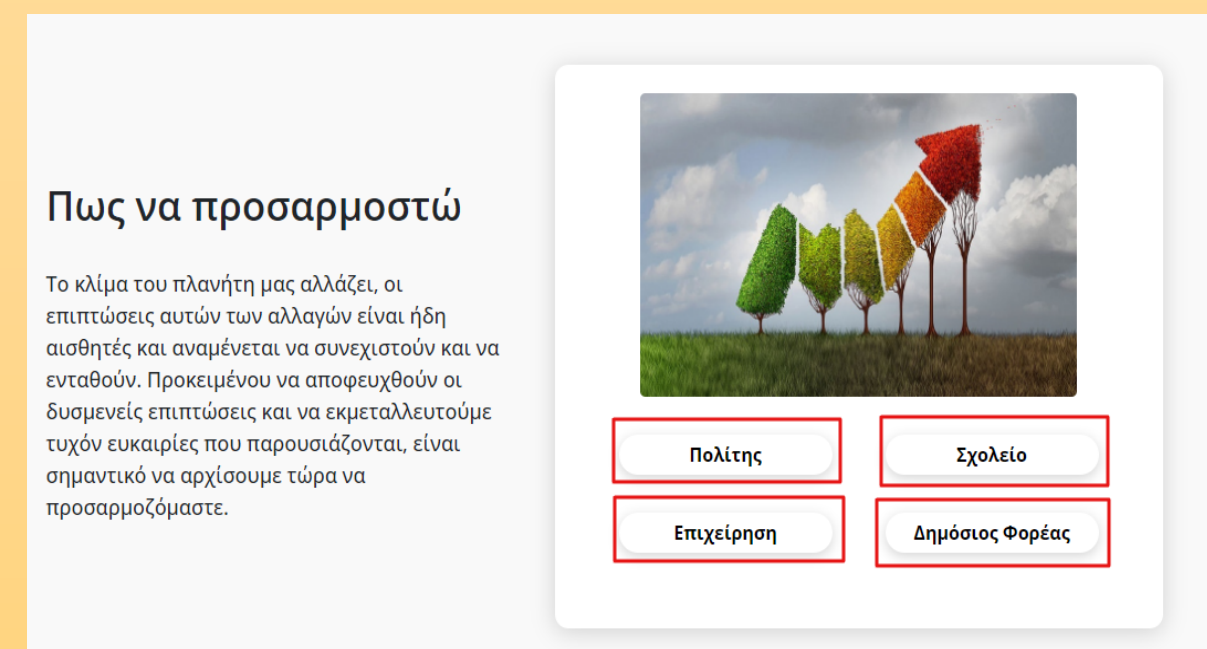 Πως να προσαρμοστώ
Το κλίμα του πλανήτη μας αλλάζει, οι
επιπτώσεις αυτών των αλλαγών είναι ήδη
αισθητές και αναμένεται να συνεχιστούν και να
ενταθούν. Προκειμένου να αποφευχθούν οι
δυσμενείς επιπτώσεις και να εκμεταλλευτούμε
τυχόν ευκαιρίες που παρουσιάζονται, είναι
σημαντικό να αρχίσουμε τώρα να
προσαρμοζόμαστε.
Πολίτης
Σχολείο
Επιχείρηση
Δημόσιος Φορέας